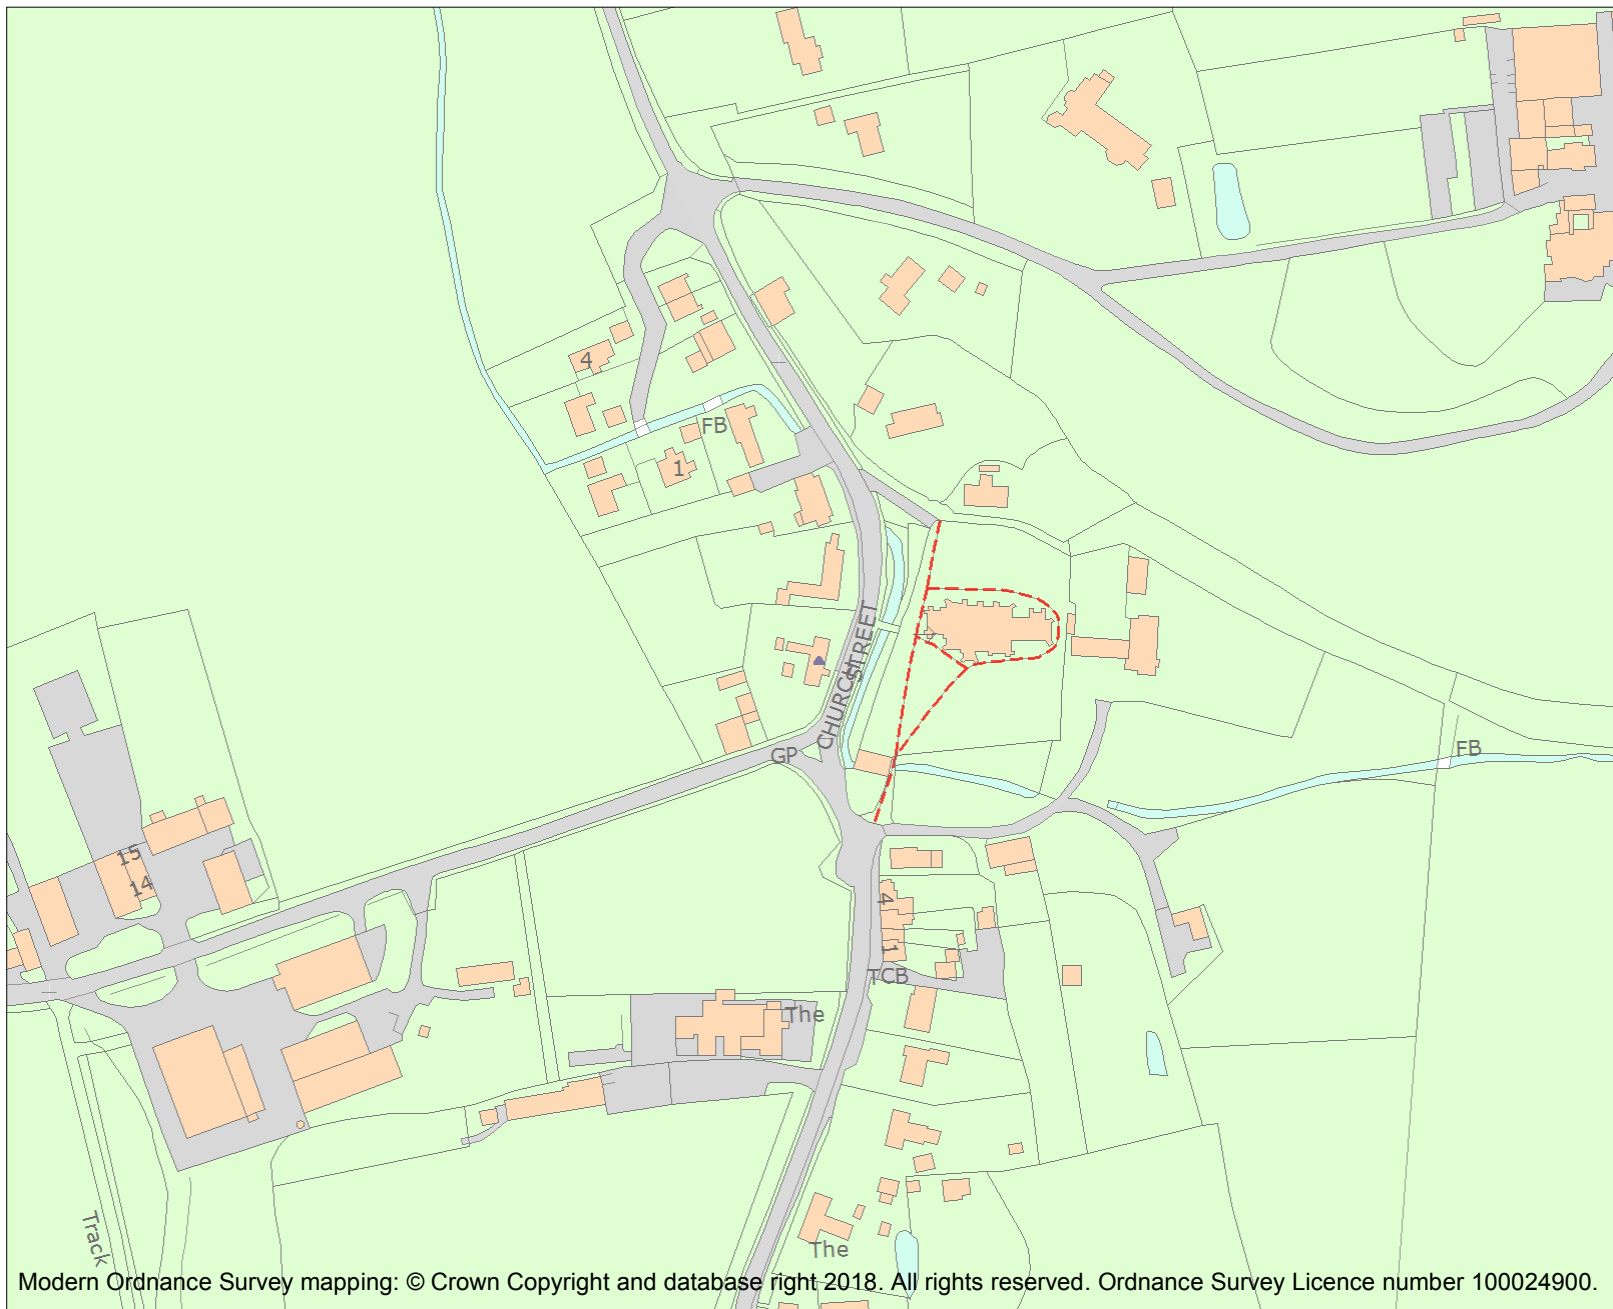 4
FB
1
CHURCH STREET
GP
FB
15
14
4
1
TCB
The
Track
The
Modern Ordnance Survey mapping: © Crown Copyright and database right 2018. All rights reserved. Ordnance Survey Licence number 100024900.